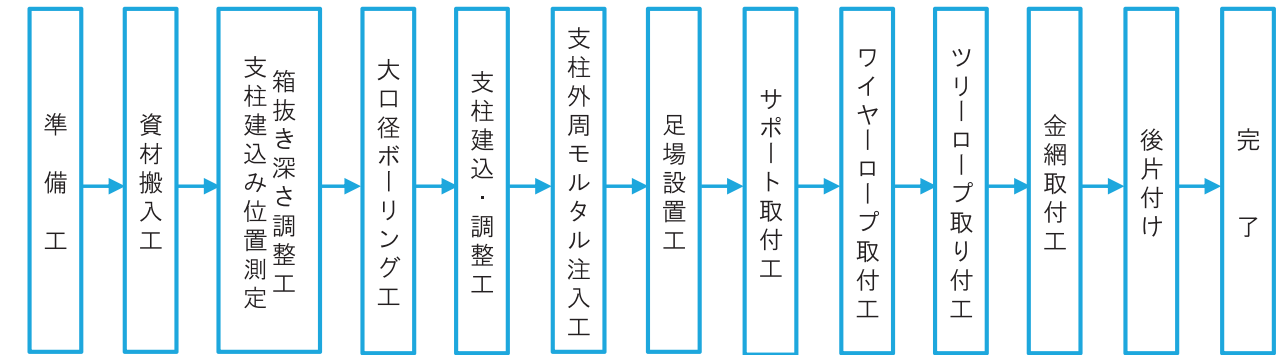 準備工
資材搬入工
箱抜き深さ調整工
支柱建込み位置測定
大口径ボーリング工
支柱建込・調整工
支柱外周モルタル注入工
足場設置工
サポート取付工
ワイヤーロープ取付工
ツリーロープ取り付工
金網取付工
後片付け
完了